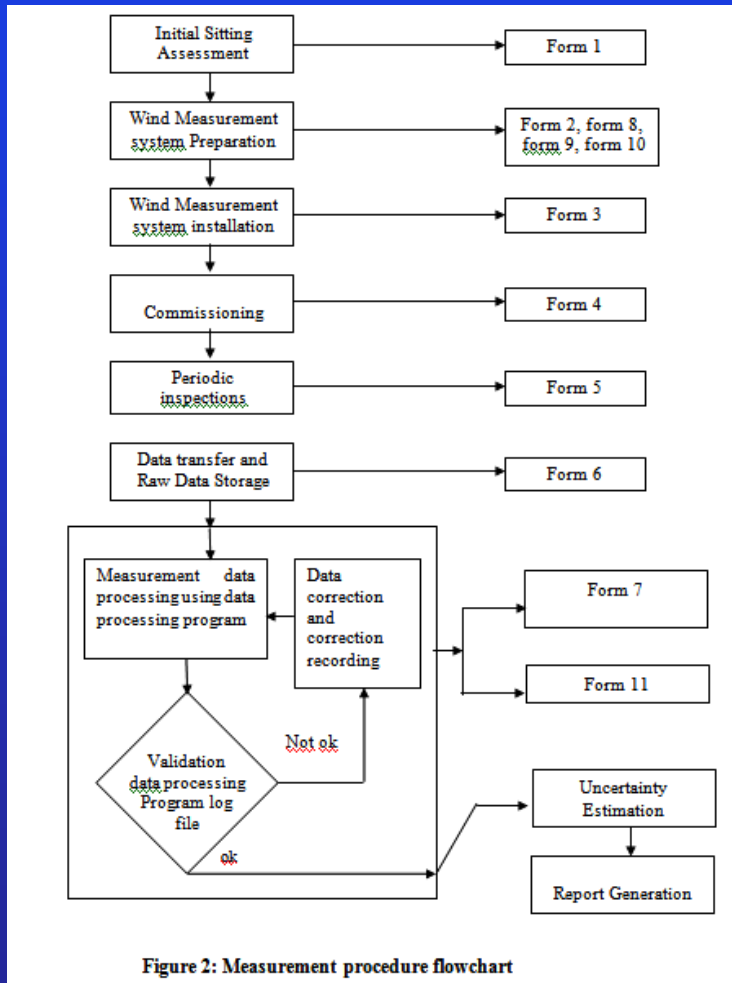 Initial Sitting
Assessment
Form 1
Wind Measurement
system Preparation
Form 2, form 8,
form 9, form 10
Wind Measurement
system installation
Form 3
Commissioning
Form 4
Periodic
inspections
Form 5
Data transfer and
Raw Data Storage
Form 6
Measurement data
processing using data
processing program
Data
correction
and
correction
recording
Form 7
Form 11
Not ok
Validation
data processing
Program log
file
ok
Uncertainty
Estimation
Report Generation
Figure 2: Measurement procedure flowchart